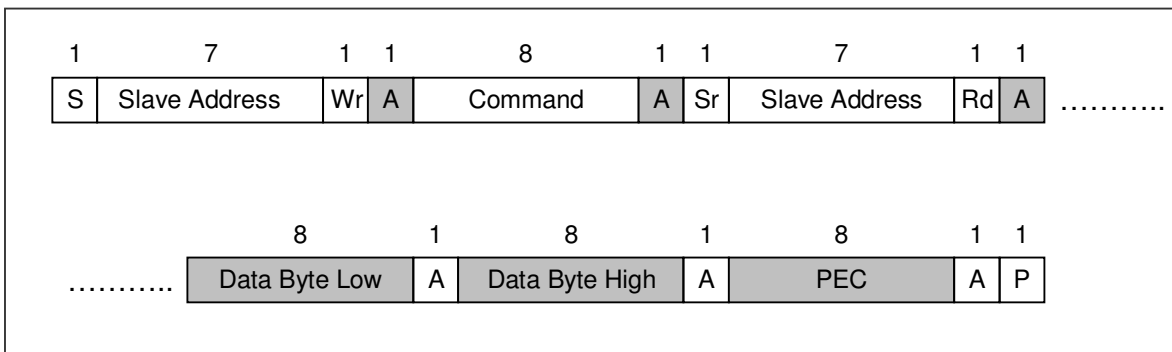 1 7 1 1 8 1 1 7 1 1
S Slave Address Wr A Command A Sr Slave Address Rd A ………..
8 1 8 1 8 1 1
……….. Data Byte Low A Data Byte High A PEC A P